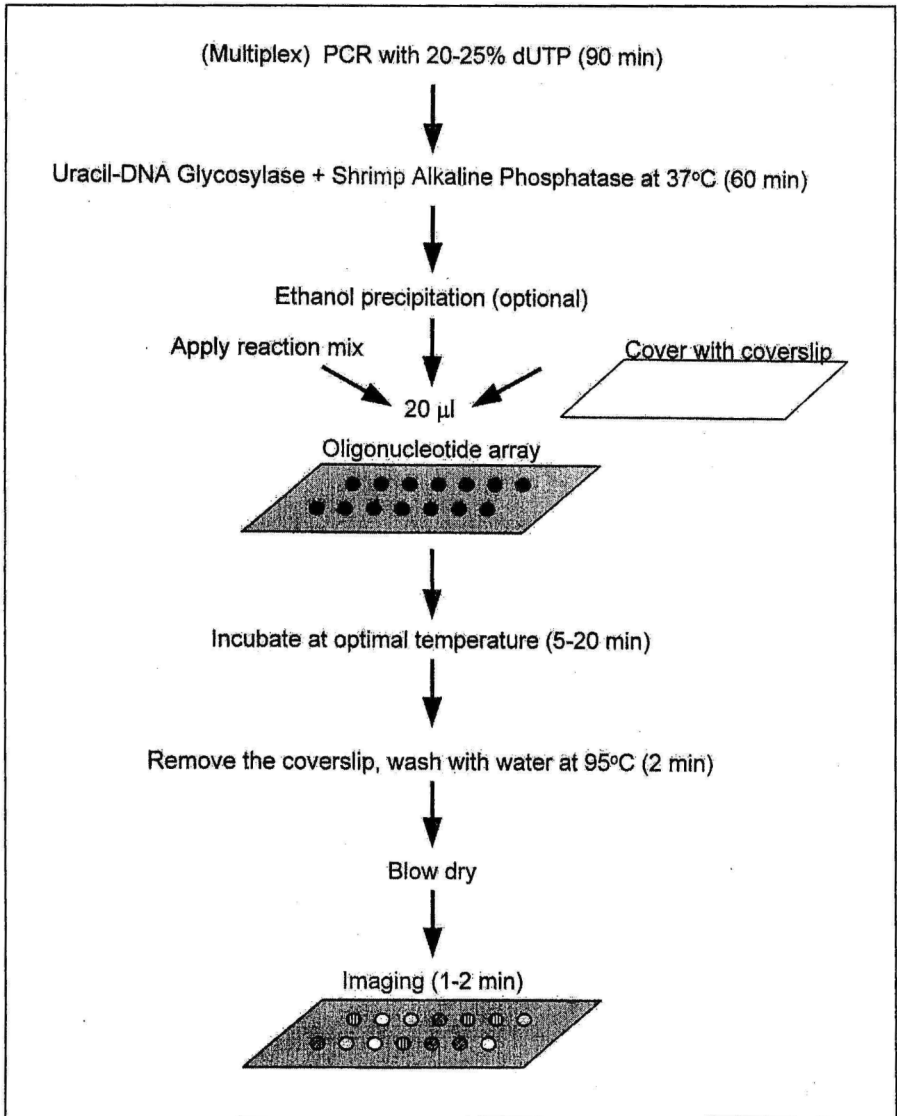 (Multiplex) PCR with 20-25% dUTP (90 min)
Uracil-DNA Glycosylase + Shrimp Alkaline Phosphatase at 37ºC (60 min)
Ethanol precipitation (optional)
Apply reaction mix
Cover with coverslip
20 µl
Oligonucleotide array
Incubate at optimal temperature (5-20 min)
Remove the coverslip, wash with water at 95ºC (2 min)
Blow dry
Imaging (1-2 min)